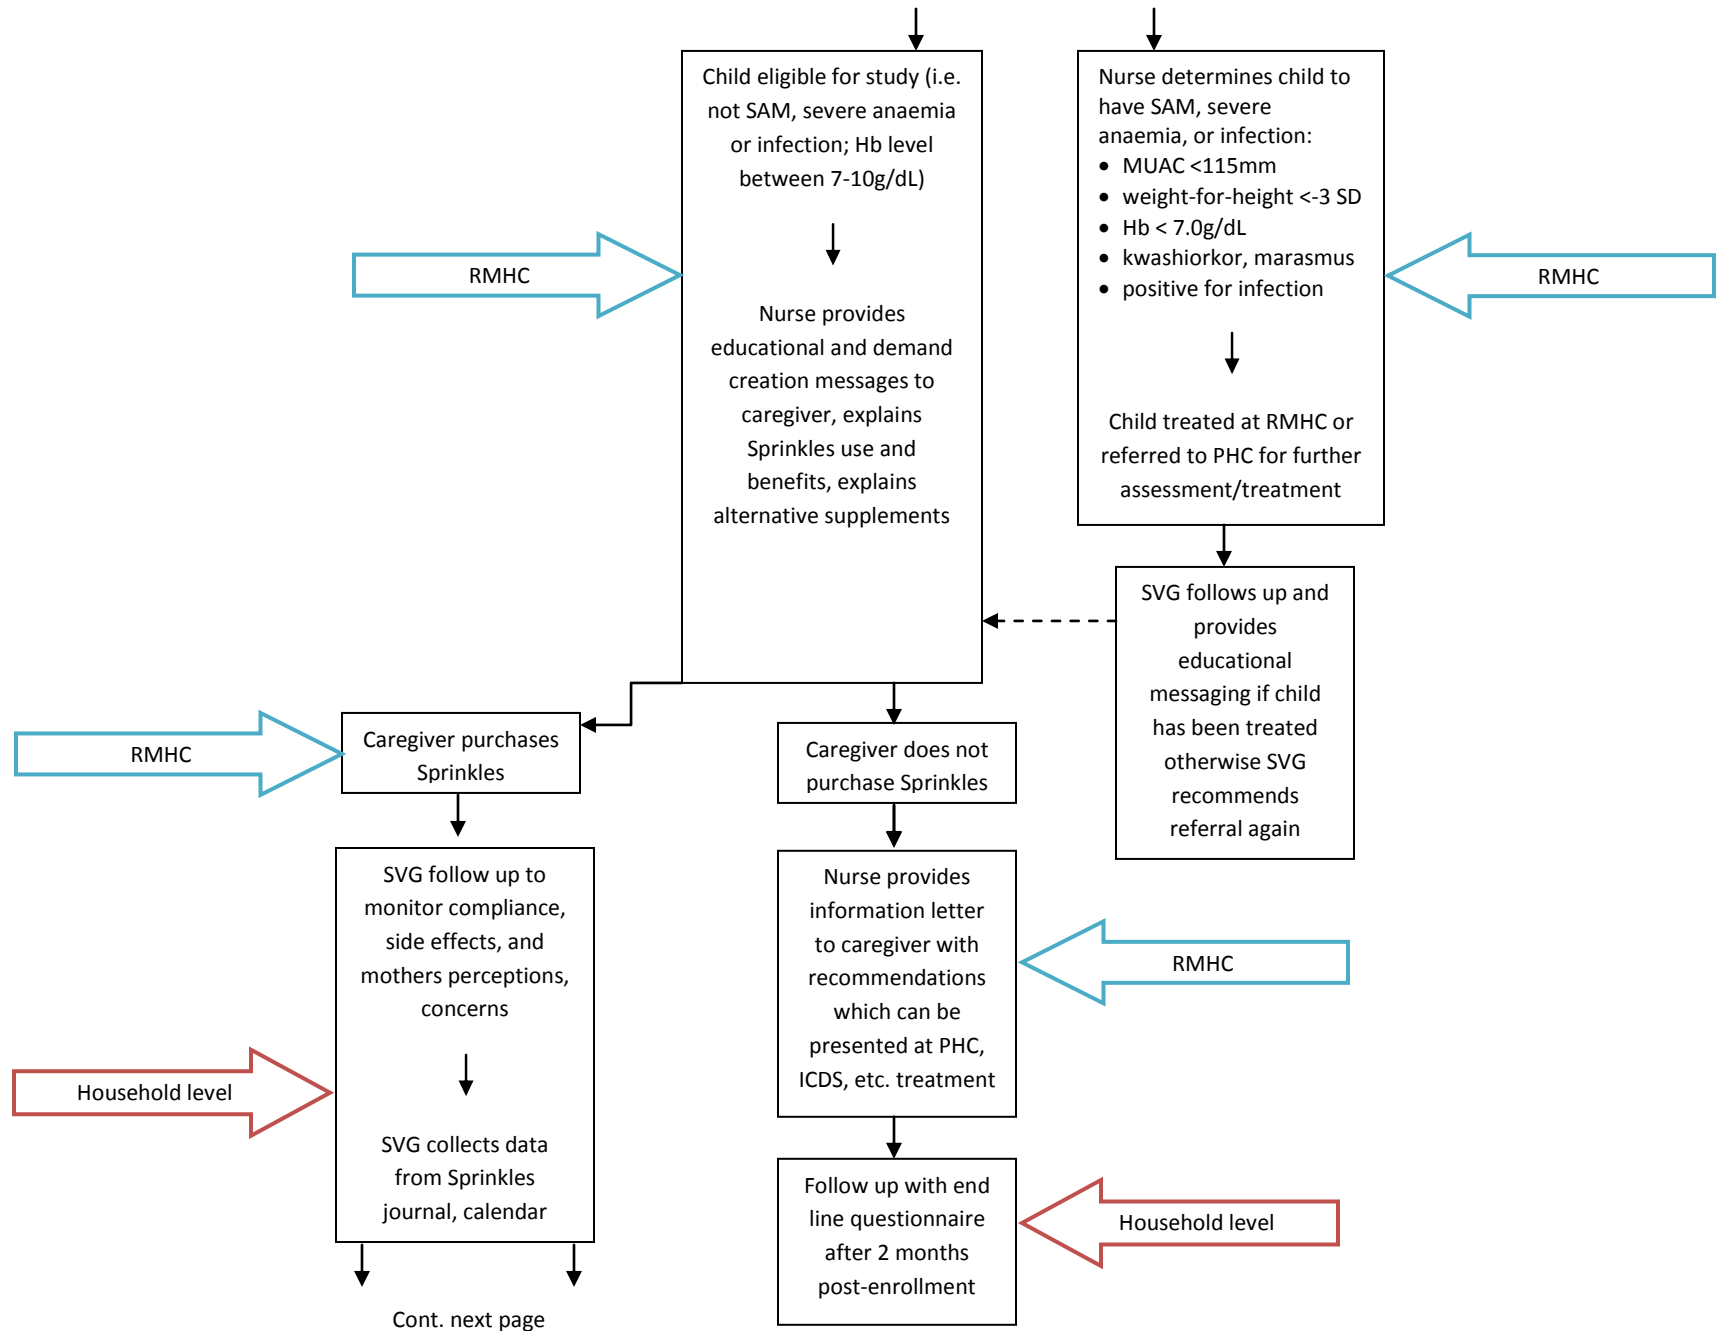 Child eligible for study (i.e.
not SAM, severe anaemia
or infection; Hb level
between 7-10g/dL)
Nurse provides
educational and demand
creation messages to
caregiver, explains
Sprinkles use and
benefits, explains
alternative supplements
Nurse determines child to
have SAM, severe
anaemia, or infection:
• MUAC <115mm
• weight-for-height <-3 SD
• Hb < 7.0g/dL
• kwashiorkor, marasmus
• positive for infection
Child treated at RMHC or
referred to PHC for further
assessment/treatment
RMHC
RMHC
SVG follows up and
provides
educational
messaging if child
has been treated
otherwise SVG
recommends
referral again
RMHC
Caregiver purchases
Sprinkles
Caregiver does not
purchase Sprinkles
SVG follow up to
monitor compliance,
side effects, and
mothers perceptions,
concerns
SVG collects data
from Sprinkles
journal, calendar
Nurse provides
information letter
to caregiver with
recommendations
which can be
presented at PHC,
ICDS, etc. treatment
RMHC
Household level
Follow up with end
line questionnaire
after 2 months
post-enrollment
Household level
Cont. next page